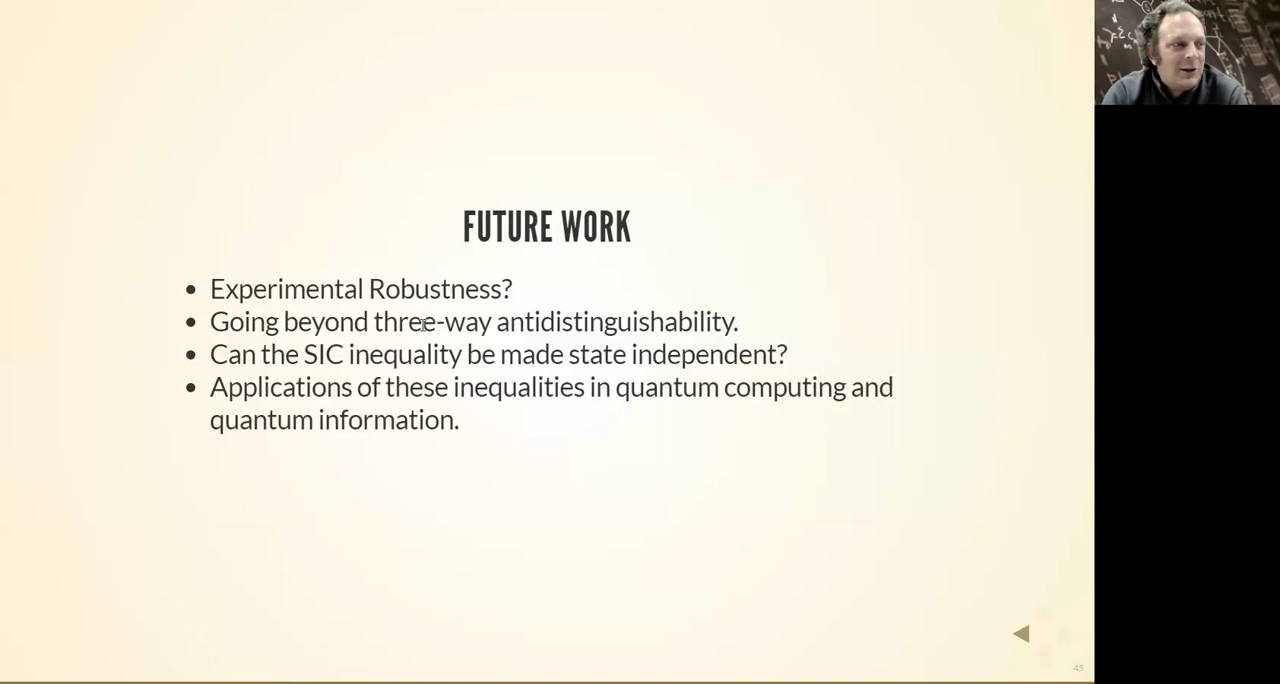 FUTURE WORK
• Experimental Robustness?
• Going beyond three-way antidistinguishability.
• Can the SIC inequality be made state independent?
• Applications of these inequalities in quantum computing and
quantum information.
45